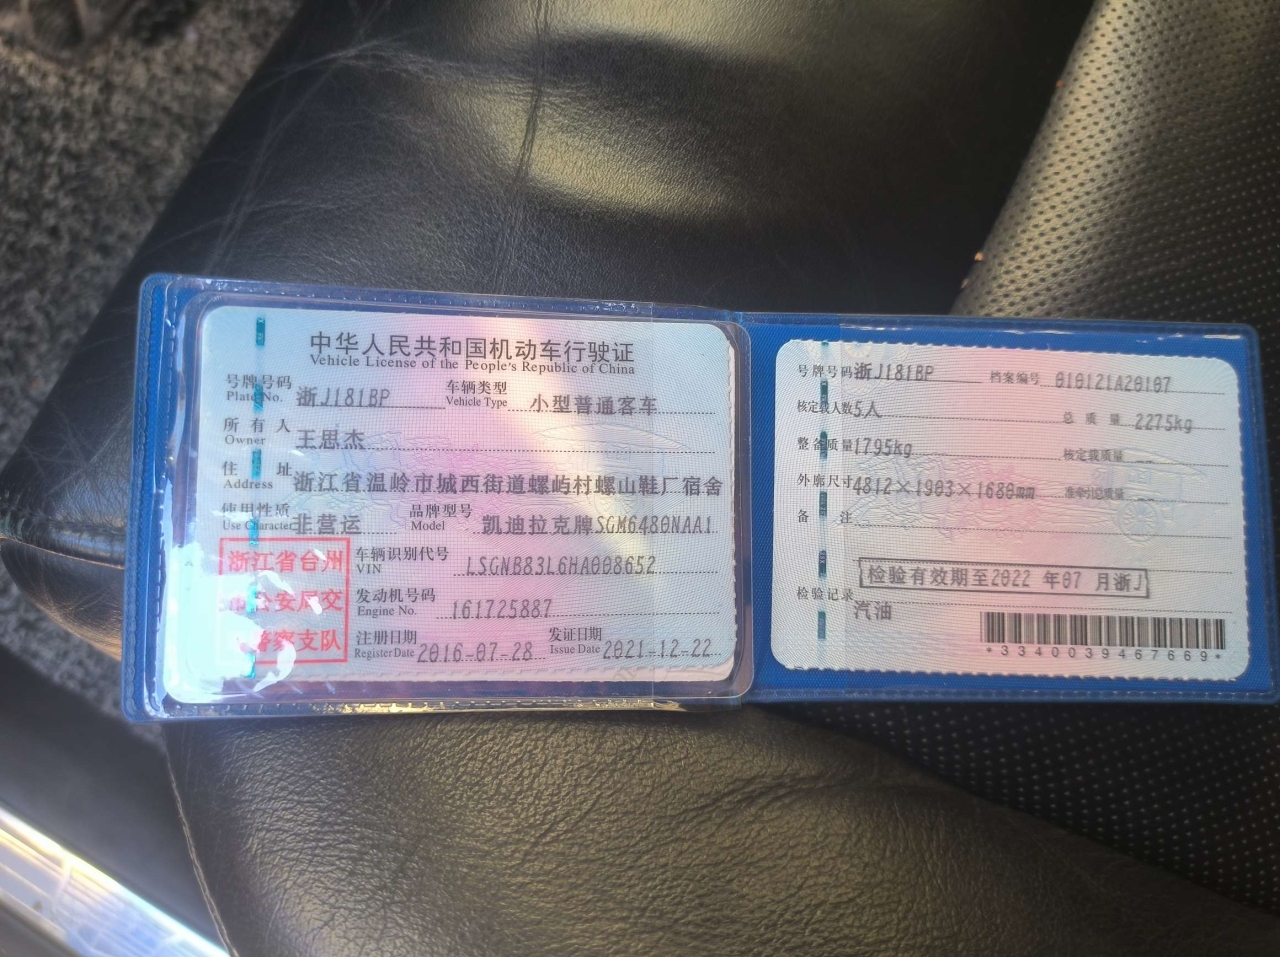 中华人民共和国机动车行驶证
Vehicle License of the People's Republic of China
号牌号码 浙J181BP 车辆类型 小型普通客车
Plate No. Vehicle Type
所有人 王思杰
Owner
住址 浙江省温岭市城西街道螺屿村螺山鞋厂宿舍
Address
使用性质 非营运 品牌型号 凯迪拉克牌SGM6480NAA1
Use Character Model
浙江省台州
市公安局交
警察支队
车辆识别代号 LSGNB83L6HA008652
VIN
发动机号码 161725887
Engine No.
注册日期 2016-07-28 发证日期 2021-12-22
Register Date Issue Date
号牌号码 浙J181BP 档案编号 010121A20107
核定载人数 5人 总质量 2275kg
整备质量 1795kg 核定载质量 --
外廓尺寸 4812×1903×1680mm 准牵引总质量 --
备注
检验有效期至2022年07月浙J
检验记录
汽油
*3340039467669*